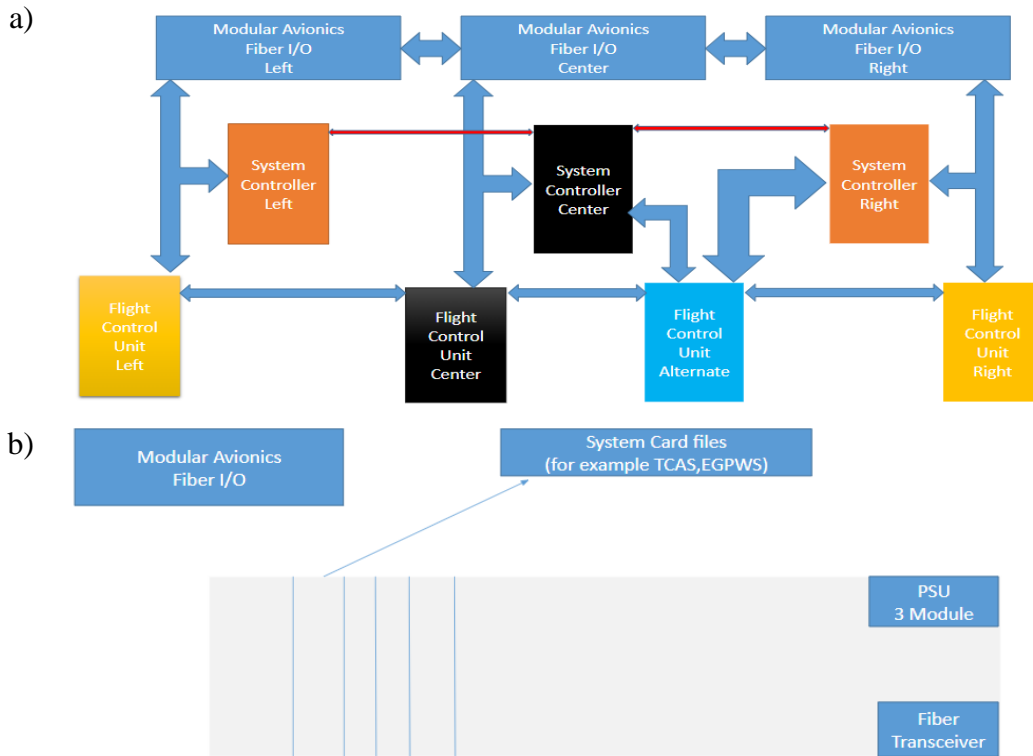 a)
Modular Avionics
Fiber I/O
Left
Modular Avionics
Fiber I/O
Center
Modular Avionics
Fiber I/O
Right
System
Controller
Left
System
Controller
Center
System
Controller
Right
Flight
Control
Unit
Left
Flight
Control
Unit
Center
Flight
Control
Unit
Alternate
Flight
Control
Unit
Right
b)
Modular Avionics
Fiber I/O
System Card files
(for example TCAS,EGPWS)
PSU
3 Module
Fiber
Transceiver